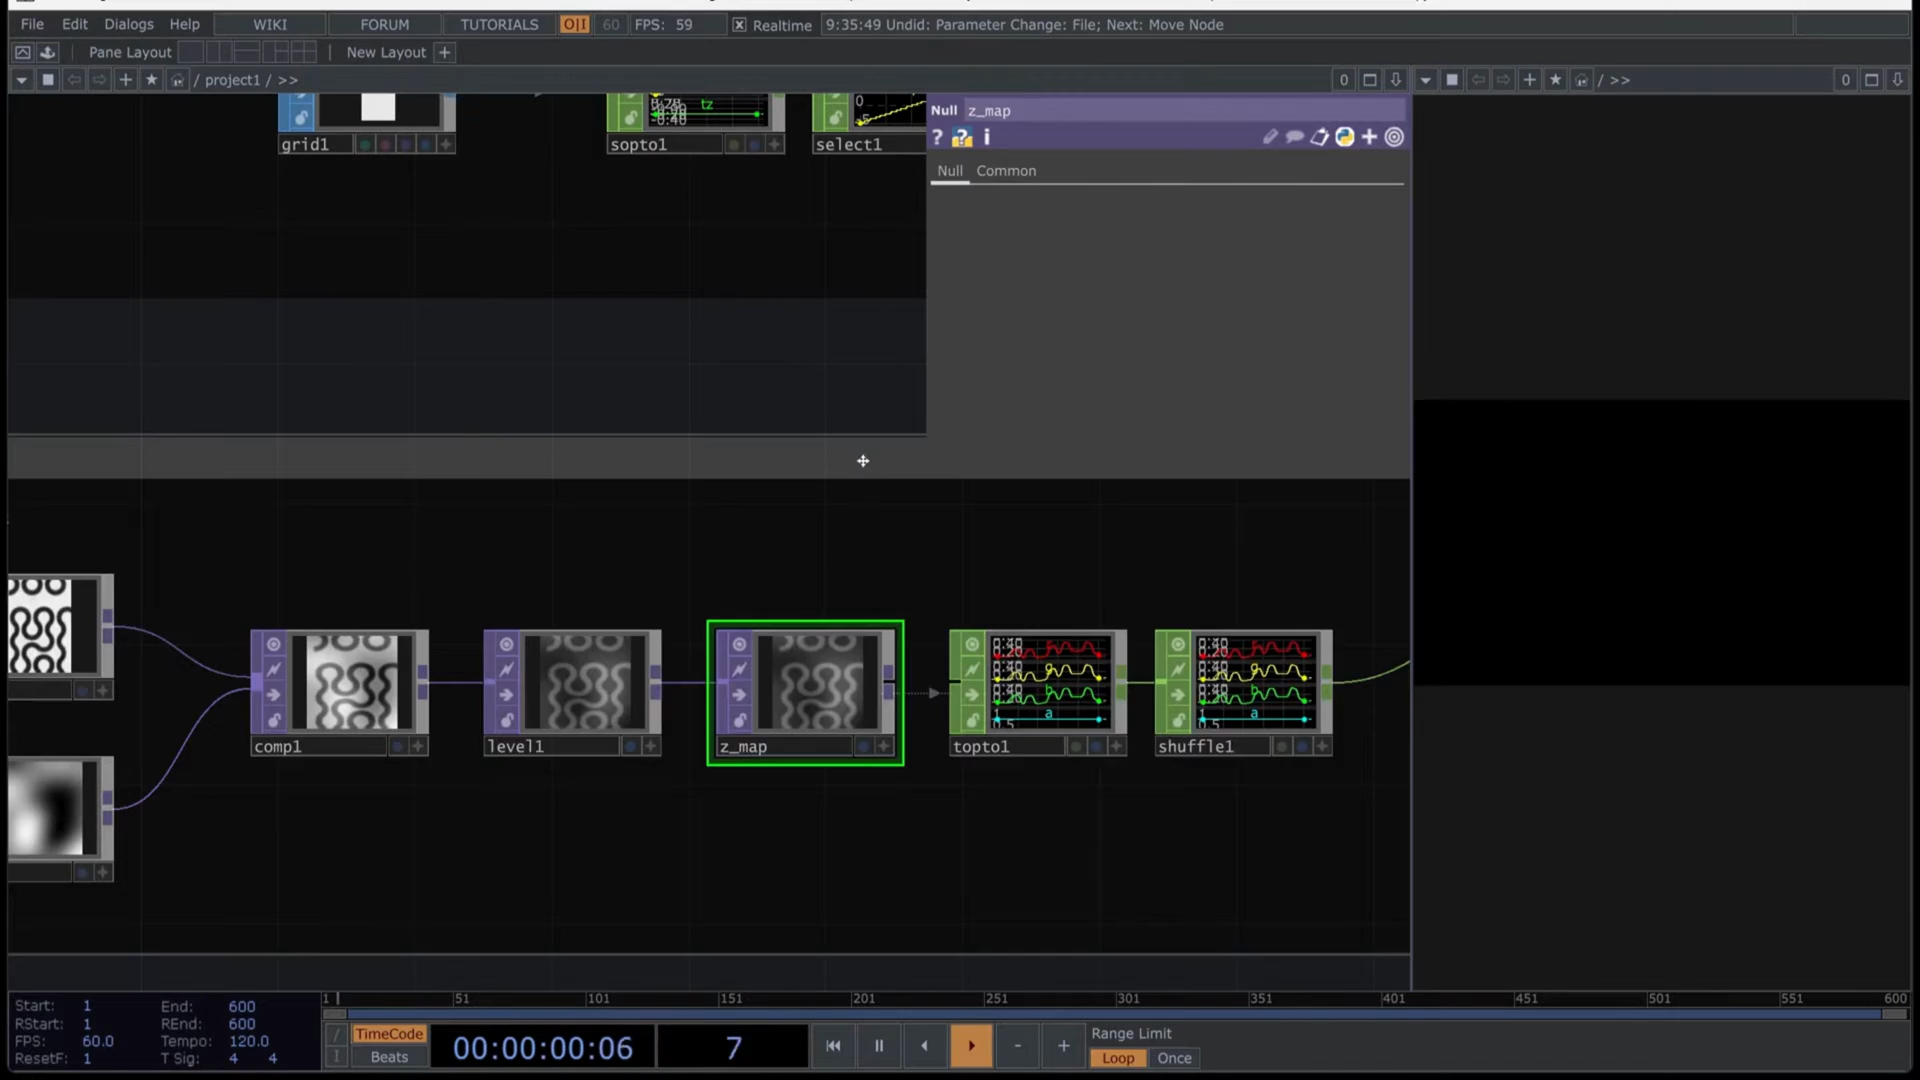 File Edit Dialogs Help WIKI FORUM TUTORIALS O|I 60 FPS: 59 Realtime 9:35:49 Undid: Parameter Change: File; Next: Move Node
Pane Layout New Layout +
/ project1 / >> 0 / >> 0
grid1
tz
sopto1
0
select1
Null z_map
? ? i
Null Common
comp1
level1
z_map
a
topto1
a
shuffle1
1 51 101 151 201 251 301 351 401 451 501 551 600
Start: 1 End: 600
RStart: 1 REnd: 600
FPS: 60.0 Tempo: 120.0
ResetF: 1 T Sig: 4 4
TimeCode
Beats
00:00:00:06
7
- +
Range Limit
Loop Once